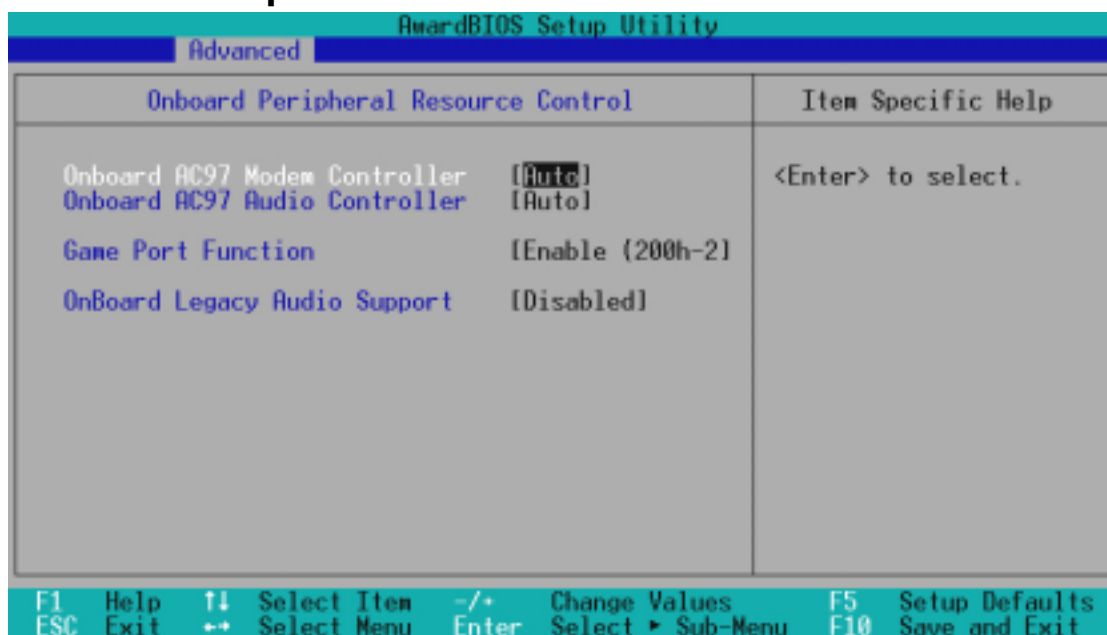 AwardBIOS Setup Utility
Advanced
Onboard Peripheral Resource Control
Item Specific Help
Onboard AC97 Modem Controller [Auto]
<Enter> to select.
Onboard AC97 Audio Controller [Auto]
Game Port Function [Enable (200h-2]
OnBoard Legacy Audio Support [Disabled]
F1 Help ↑↓ Select Item -/+ Change Values F5 Setup Defaults
ESC Exit ←→ Select Menu Enter Select ► Sub-Menu F10 Save and Exit